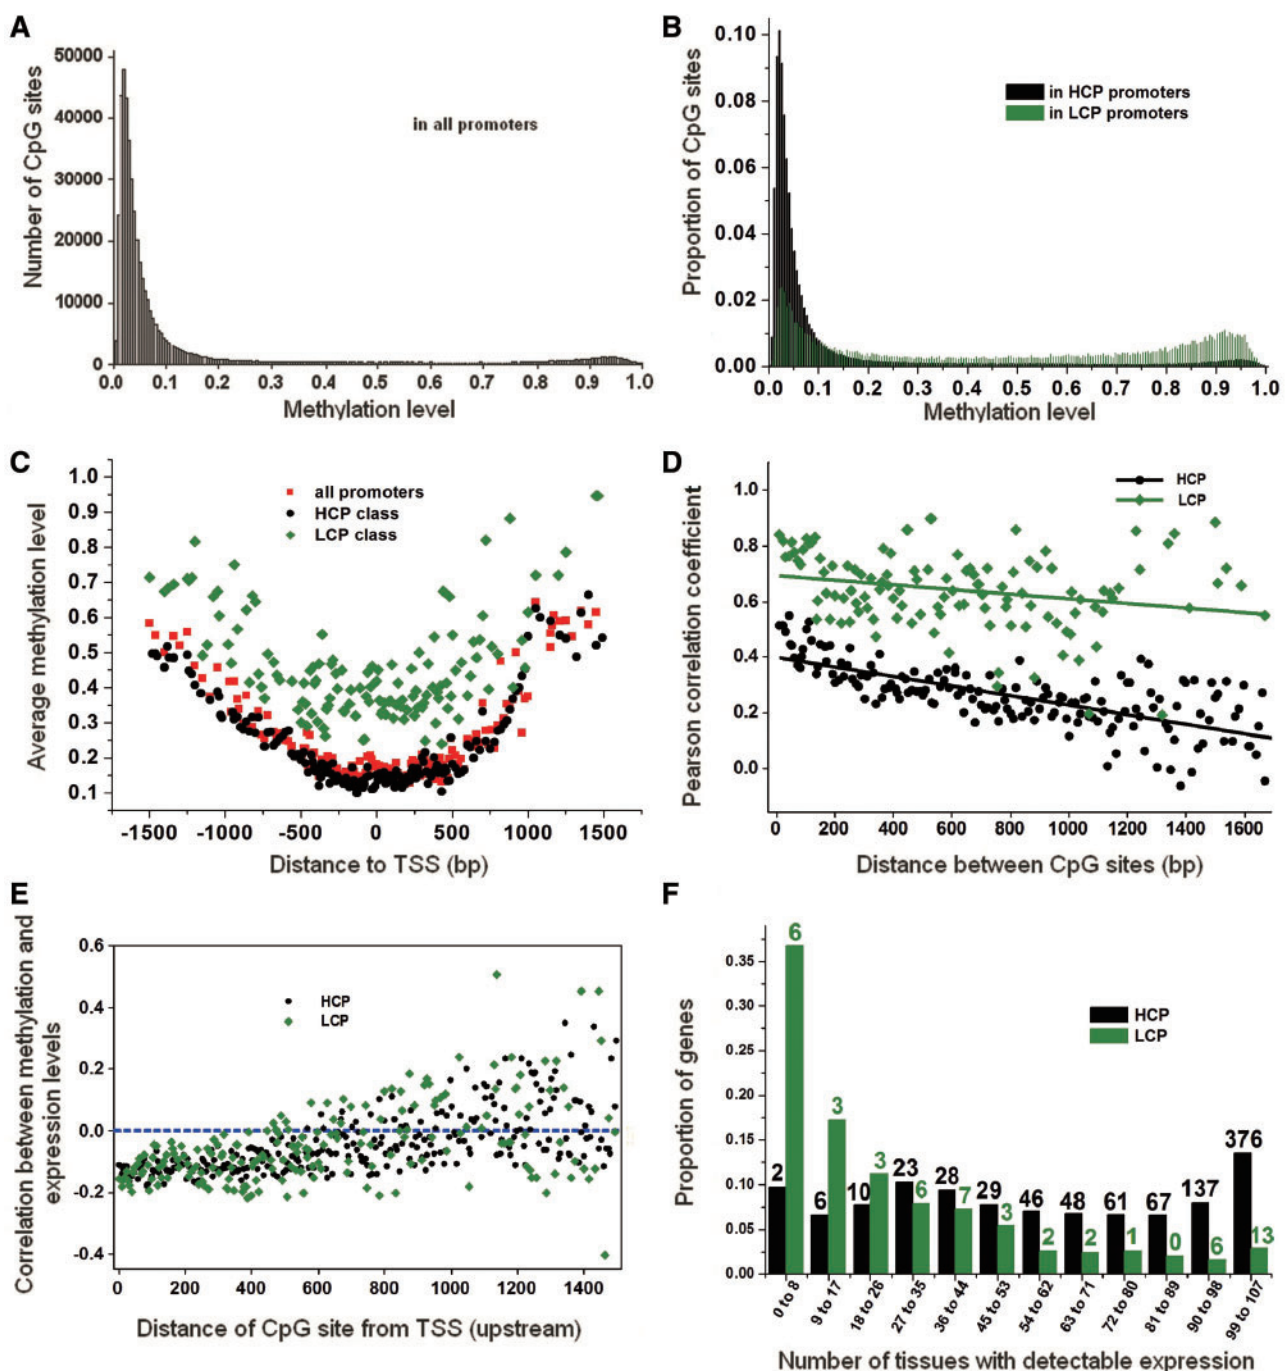 A
50000
40000
30000
20000
10000
0
Number of CpG sites
in all promoters
0.0 0.1 0.2 0.3 0.4 0.5 0.6 0.7 0.8 0.9 1.0
Methylation level
B
0.10
0.08
0.06
0.04
0.02
0.00
Proportion of CpG sites
in HCP promoters
in LCP promoters
0.0 0.1 0.2 0.3 0.4 0.5 0.6 0.7 0.8 0.9 1.0
Methylation level
C
1.0
0.9
0.8
0.7
0.6
0.5
0.4
0.3
0.2
0.1
Average methylation level
all promoters
HCP class
LCP class
-1500 -1000 -500 0 500 1000 1500
Distance to TSS (bp)
D
1.0
0.8
0.6
0.4
0.2
0.0
Pearson correlation coefficient
HCP
LCP
0 200 400 600 800 1000 1200 1400 1600
Distance between CpG sites (bp)
E
0.6
0.4
0.2
0.0
-0.2
-0.4
Correlation between methylation and
expression levels
HCP
LCP
0 200 400 600 800 1000 1200 1400
Distance of CpG site from TSS (upstream)
F
0.35
0.30
0.25
0.20
0.15
0.10
0.05
0.00
Proportion of genes
HCP
LCP
6
3
3
6
7
3
2
2
1
0
6
13
2
6
10
23
28
29
46
48
61
67
137
376
0 to 8
9 to 17
18 to 26
27 to 35
36 to 44
45 to 53
54 to 62
63 to 71
72 to 80
81 to 89
90 to 98
99 to 107
Number of tissues with detectable expression